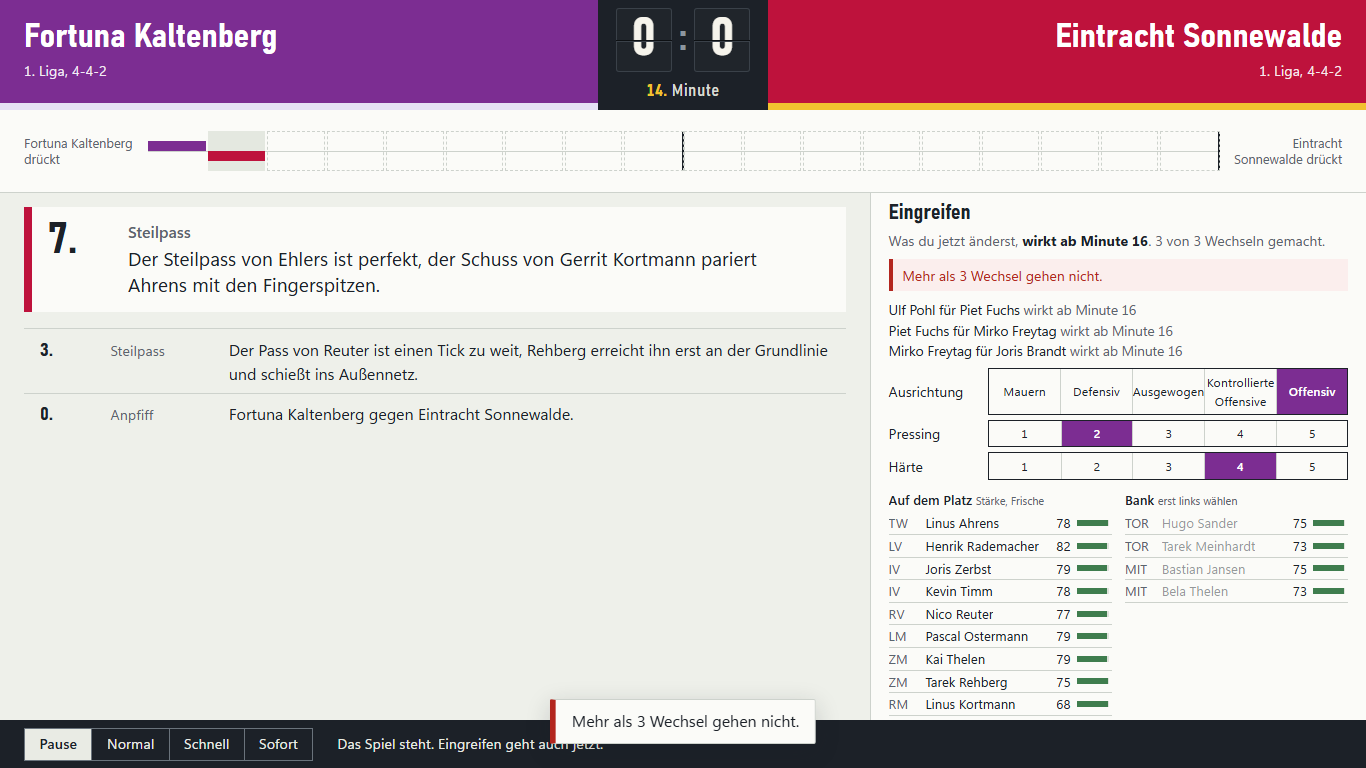 Fortuna Kaltenberg
1. Liga, 4-4-2
0 : 0
14. Minute
Eintracht Sonnewalde
1. Liga, 4-4-2
Fortuna Kaltenberg
drückt
Eintracht
Sonnewalde drückt
7.
Steilpass
Der Steilpass von Ehlers ist perfekt, der Schuss von Gerrit Kortmann pariert
Ahrens mit den Fingerspitzen.
3. Steilpass Der Pass von Reuter ist einen Tick zu weit, Rehberg erreicht ihn erst an der Grundlinie
und schießt ins Außennetz.
0. Anpfiff Fortuna Kaltenberg gegen Eintracht Sonnewalde.
Eingreifen
Was du jetzt änderst, wirkt ab Minute 16. 3 von 3 Wechseln gemacht.
Mehr als 3 Wechsel gehen nicht.
Ulf Pohl für Piet Fuchs wirkt ab Minute 16
Piet Fuchs für Mirko Freytag wirkt ab Minute 16
Mirko Freytag für Joris Brandt wirkt ab Minute 16
Ausrichtung Mauern Defensiv Ausgewogen Kontrollierte Offensive Offensiv
Pressing 1 2 3 4 5
Härte 1 2 3 4 5
Auf dem Platz Stärke, Frische
TW Linus Ahrens 78
LV Henrik Rademacher 82
IV Joris Zerbst 79
IV Kevin Timm 78
RV Nico Reuter 77
LM Pascal Ostermann 79
ZM Kai Thelen 79
ZM Tarek Rehberg 75
RM Linus Kortmann 68
Bank erst links wählen
TOR Hugo Sander 75
TOR Tarek Meinhardt 73
MIT Bastian Jansen 75
MIT Bela Thelen 73
Pause Normal Schnell Sofort
Das Spiel steht. Eingreifen geht auch jetzt.
Mehr als 3 Wechsel gehen nicht.